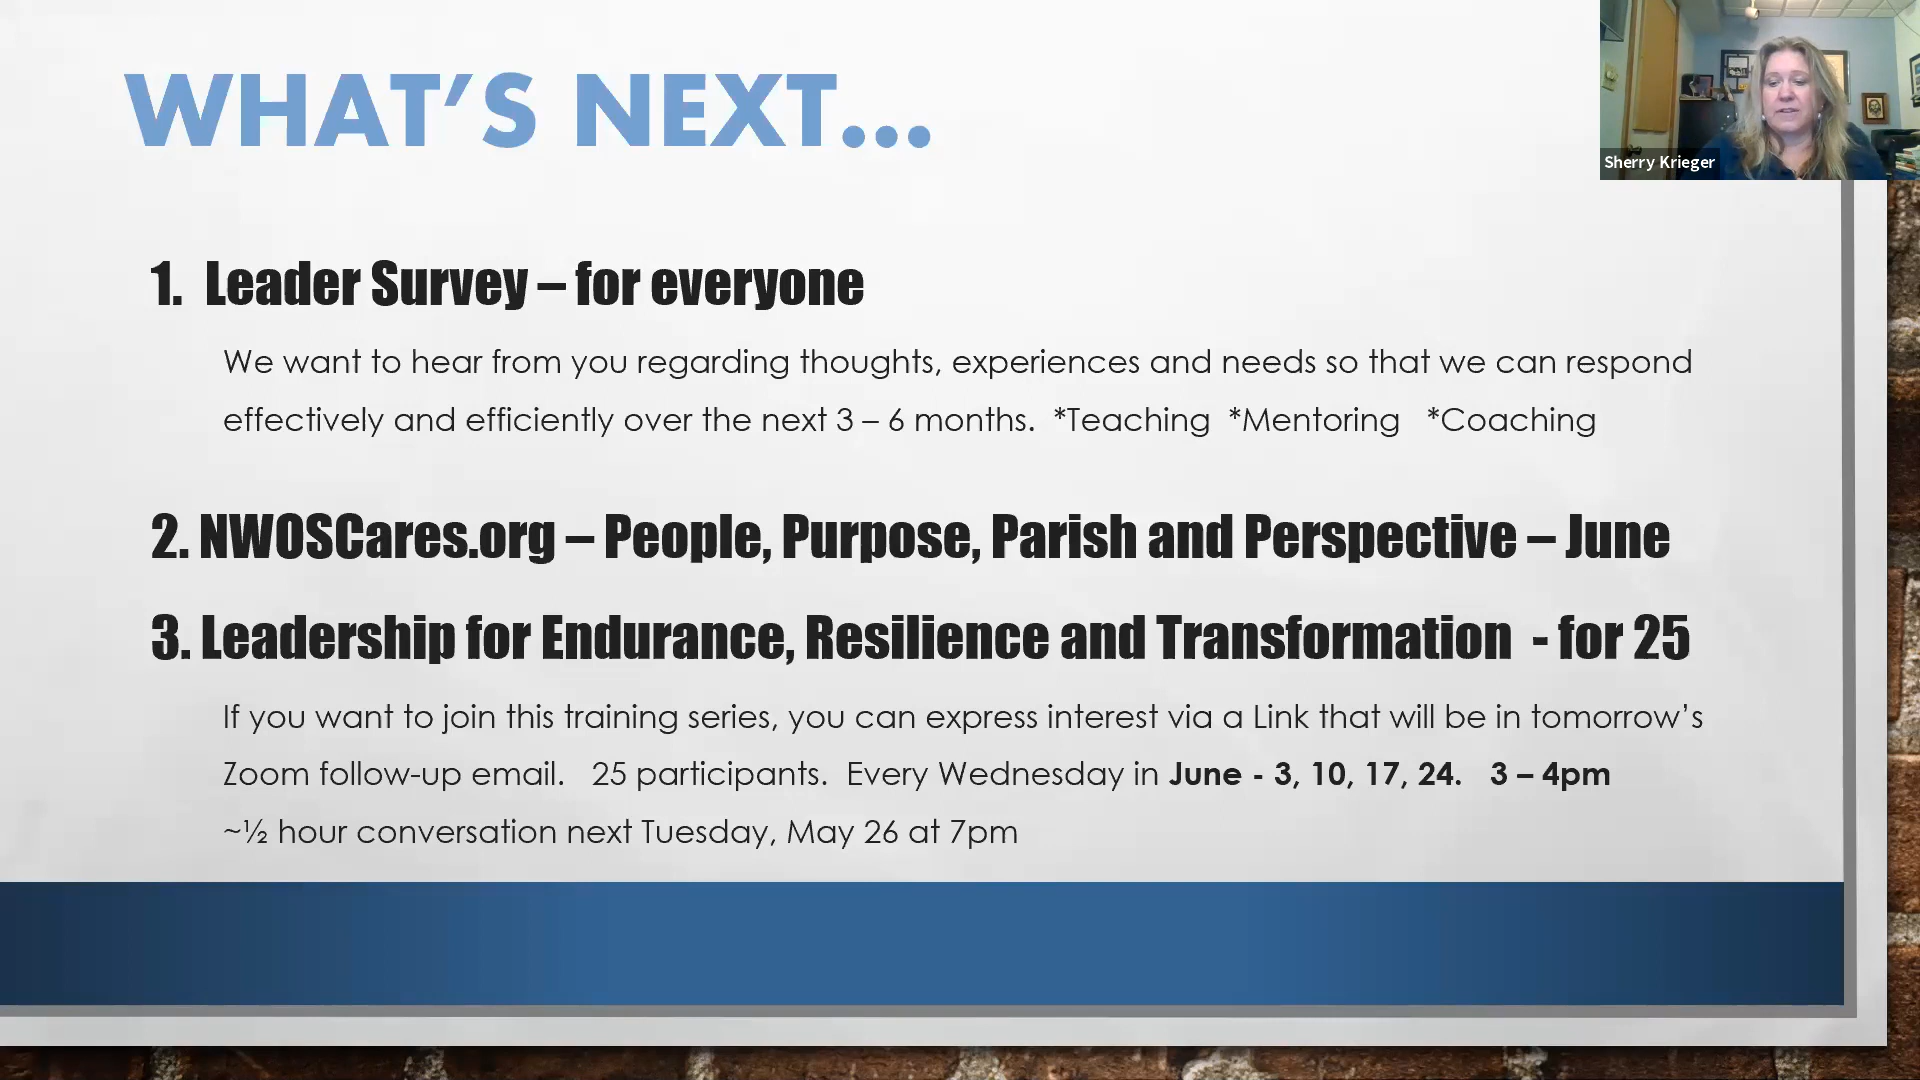 WHAT'S NEXT...
Sherry Krieger
1. Leader Survey – for everyone
We want to hear from you regarding thoughts, experiences and needs so that we can respond
effectively and efficiently over the next 3 – 6 months. *Teaching *Mentoring *Coaching
2. NWOSCares.org – People, Purpose, Parish and Perspective – June
3. Leadership for Endurance, Resilience and Transformation - for 25
If you want to join this training series, you can express interest via a Link that will be in tomorrow's
Zoom follow-up email. 25 participants. Every Wednesday in June - 3, 10, 17, 24. 3 – 4pm
~½ hour conversation next Tuesday, May 26 at 7pm